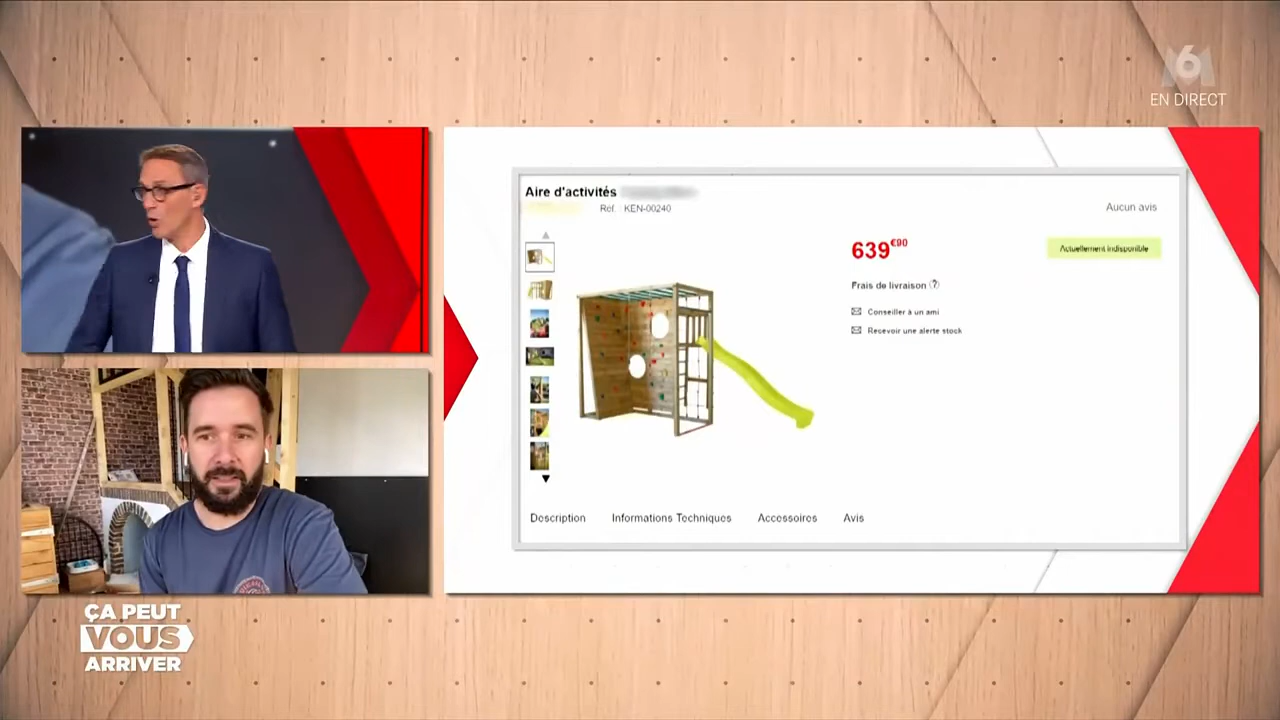 M6
EN DIRECT
Aire d'activités
Réf. : KEN-00240
Aucun avis
639€90
Actuellement indisponible
Frais de livraison ?
Conseiller à un ami
Recevoir une alerte stock
Description Informations Techniques Accessoires Avis
ÇA PEUT
VOUS
ARRIVER